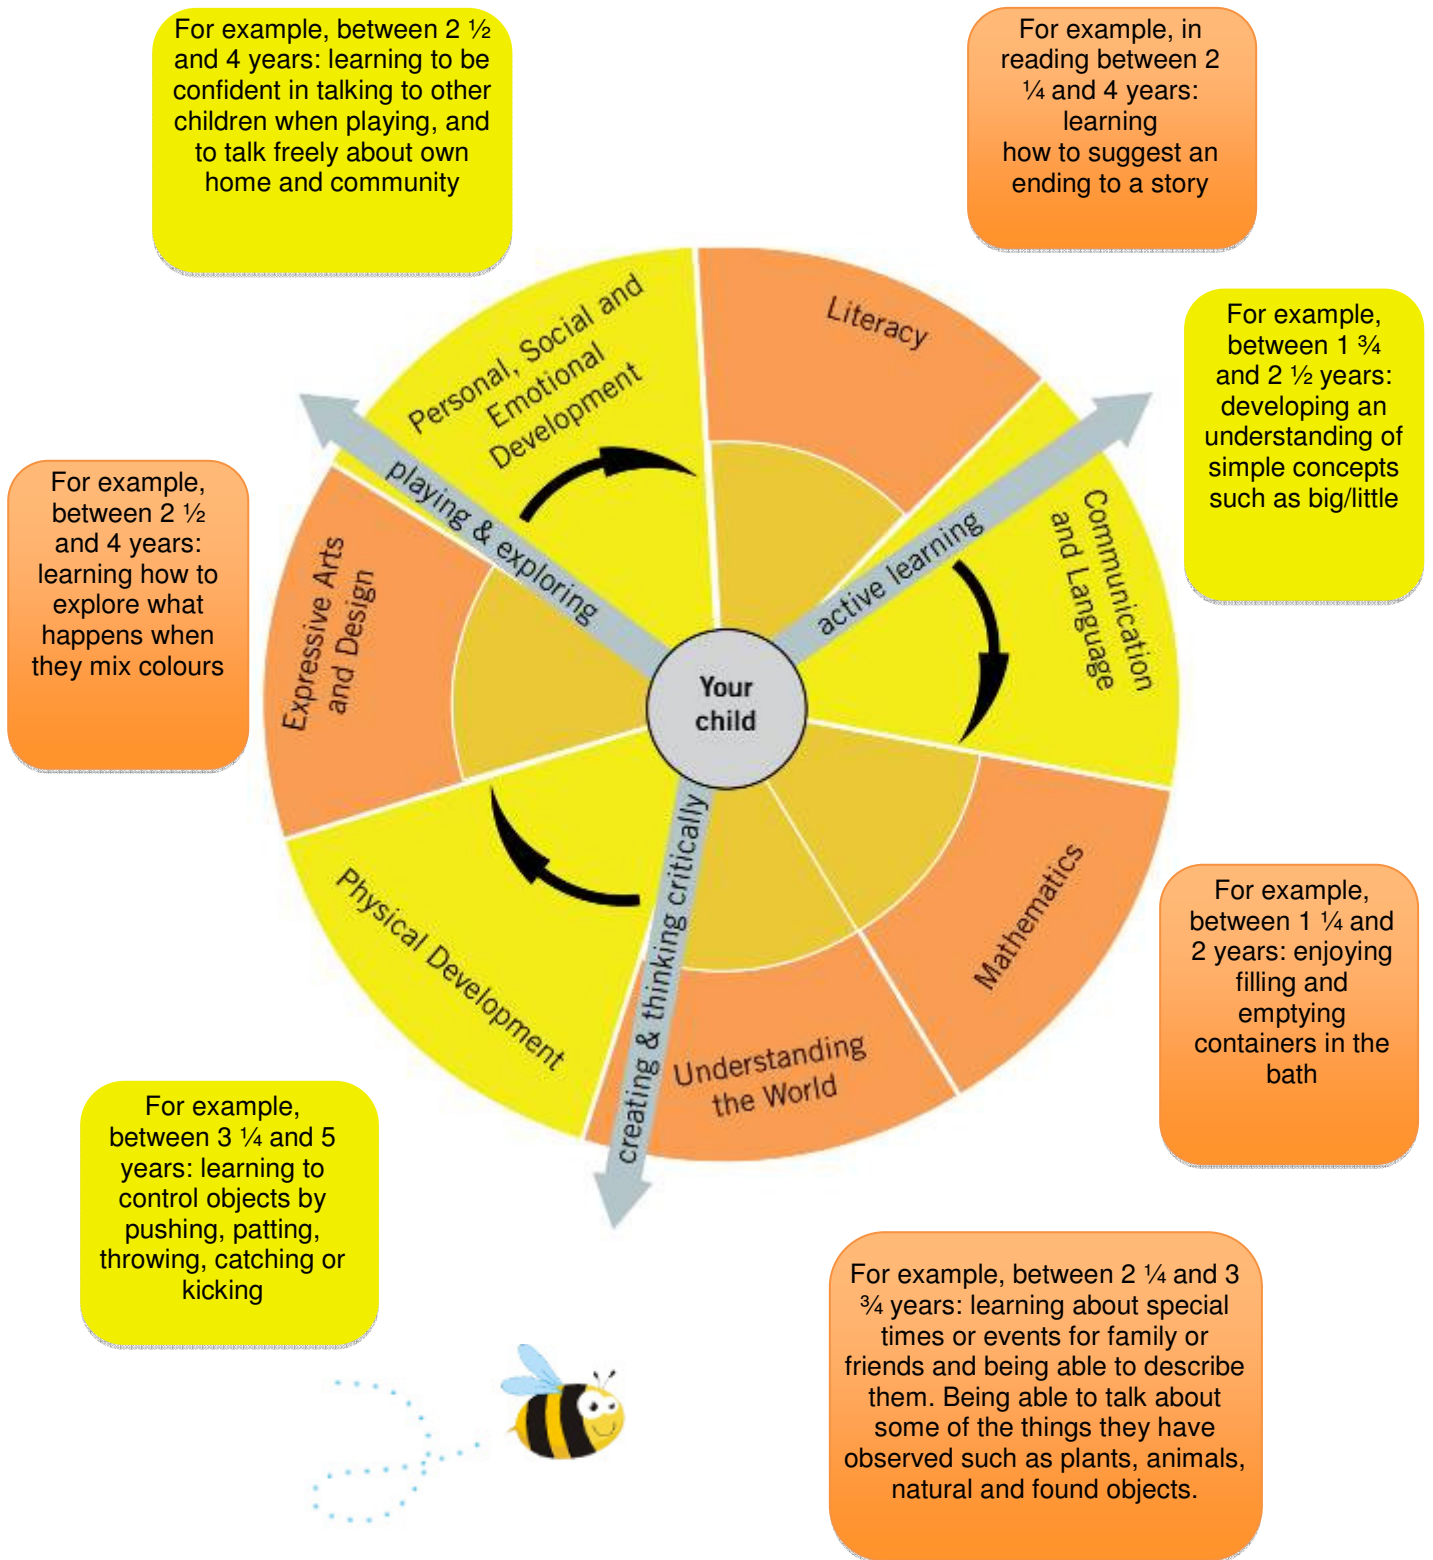 For example, between 2 ½
and 4 years: learning to be
confident in talking to other
children when playing, and
to talk freely about own
home and community
For example, in
reading between 2
¼ and 4 years:
learning
how to suggest an
ending to a story
For example,
between 1 ¾
and 2 ½ years:
developing an
understanding of
simple concepts
such as big/little
For example,
between 2 ½
and 4 years:
learning how to
explore what
happens when
they mix colours
Personal, Social and
Emotional
Development
Literacy
Communication
and Language
Expressive Arts
and Design
playing & exploring
active learning
Your
child
creating & thinking critically
Physical Development
Understanding
the World
Mathematics
For example,
between 1 ¼ and
2 years: enjoying
filling and
emptying
containers in the
bath
For example,
between 3 ¼ and 5
years: learning to
control objects by
pushing, patting,
throwing, catching or
kicking
For example, between 2 ¼ and 3
¾ years: learning about special
times or events for family or
friends and being able to describe
them. Being able to talk about
some of the things they have
observed such as plants, animals,
natural and found objects.